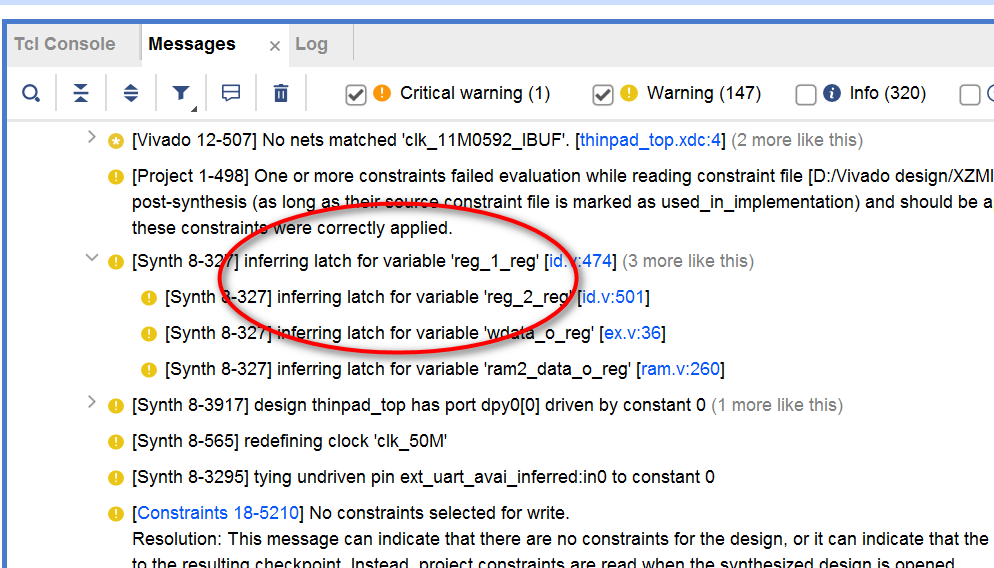 Tcl Console Messages × Log
Critical warning (1) Warning (147) Info (320)
[Vivado 12-507] No nets matched 'clk_11M0592_IBUF'. [thinpad_top.xdc:4] (2 more like this)
[Project 1-498] One or more constraints failed evaluation while reading constraint file [D:/Vivado design/XZMI
post-synthesis (as long as their source constraint file is marked as used_in_implementation) and should be a
these constraints were correctly applied.
[Synth 8-327] inferring latch for variable 'reg_1_reg' [id.v:474] (3 more like this)
[Synth 8-327] inferring latch for variable 'reg_2_reg' [id.v:501]
[Synth 8-327] inferring latch for variable 'wdata_o_reg' [ex.v:36]
[Synth 8-327] inferring latch for variable 'ram2_data_o_reg' [ram.v:260]
[Synth 8-3917] design thinpad_top has port dpy0[0] driven by constant 0 (1 more like this)
[Synth 8-565] redefining clock 'clk_50M'
[Synth 8-3295] tying undriven pin ext_uart_avai_inferred:in0 to constant 0
[Constraints 18-5210] No constraints selected for write.
Resolution: This message can indicate that there are no constraints for the design, or it can indicate that the
to the resulting checkpoint. Instead, project constraints are read when the synthesized design is opened.